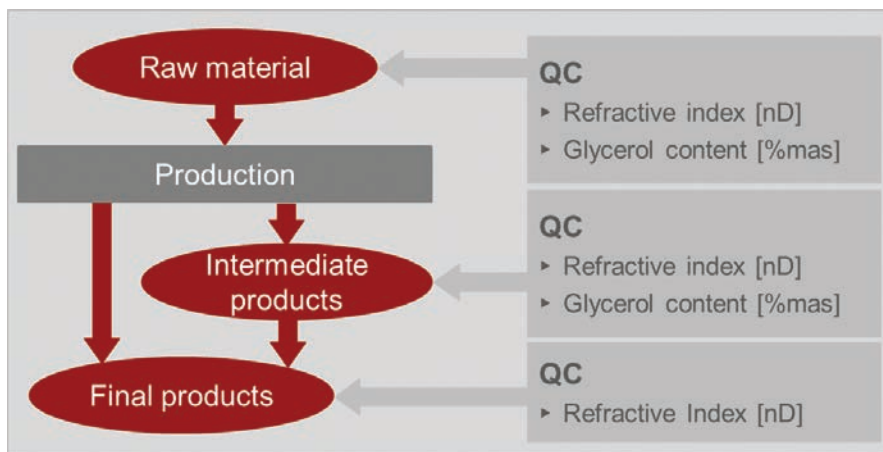 Raw material
Production
Intermediate
products
Final products
QC
▸ Refractive index [nD]
▸ Glycerol content [%mas]
QC
▸ Refractive index [nD]
▸ Glycerol content [%mas]
QC
▸ Refractive Index [nD]